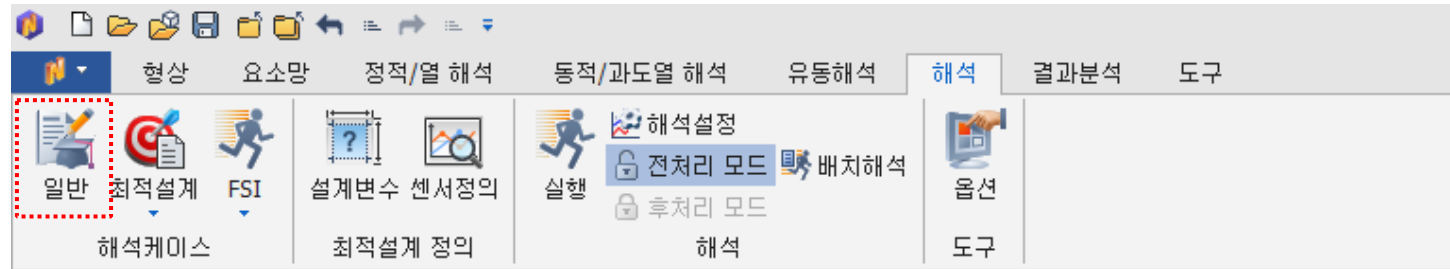 형상 요소망 정적/열 해석 동적/과도열 해석 유동해석 해석 결과분석 도구
일반 최적설계 FSI 설계변수 센서정의 실행 해석설정 전처리 모드 후처리 모드 배치해석 옵션
해석케이스 최적설계 정의 해석 도구